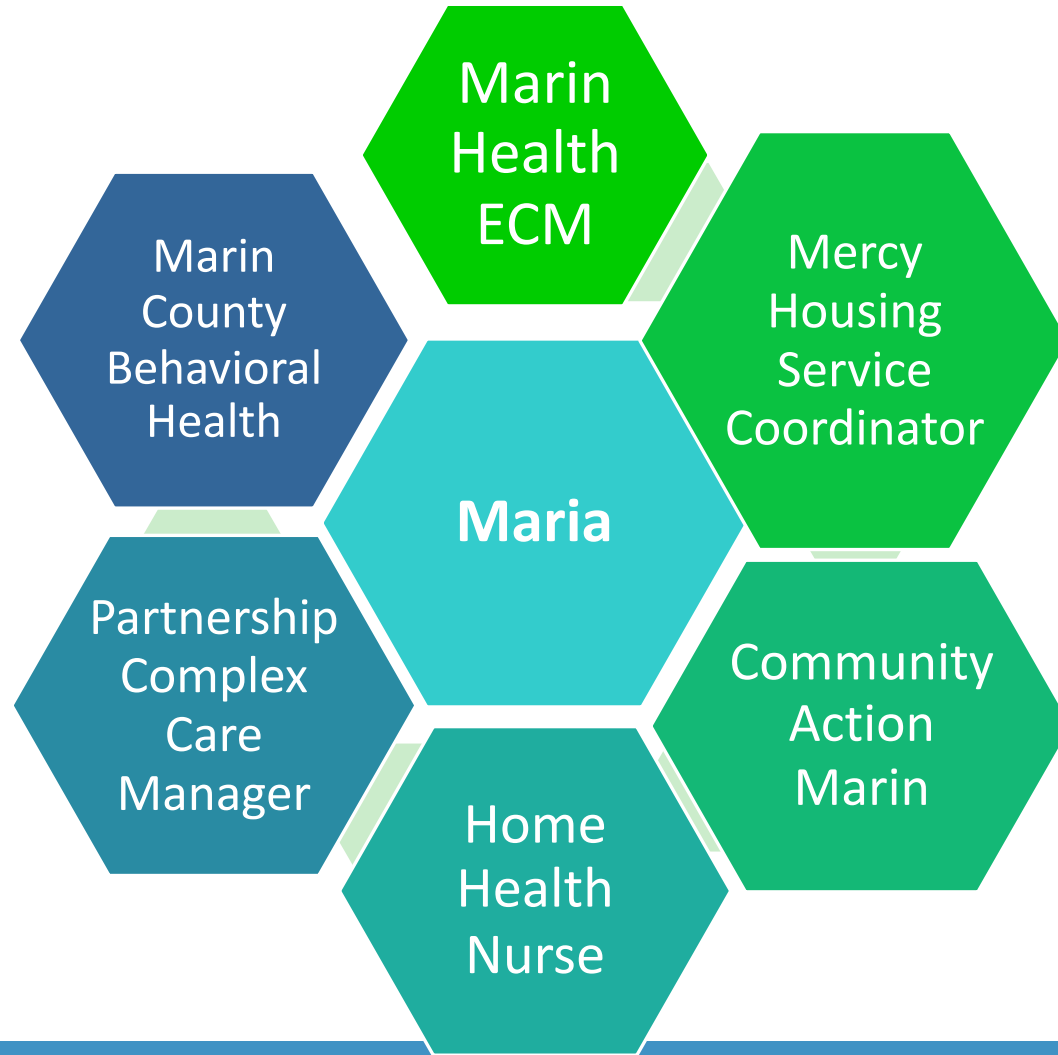 Marin
Health
ECM
Mercy
Housing
Service
Coordinator
Marin
County
Behavioral
Health
Maria
Partnership
Complex
Care
Manager
Community
Action
Marin
Home
Health
Nurse